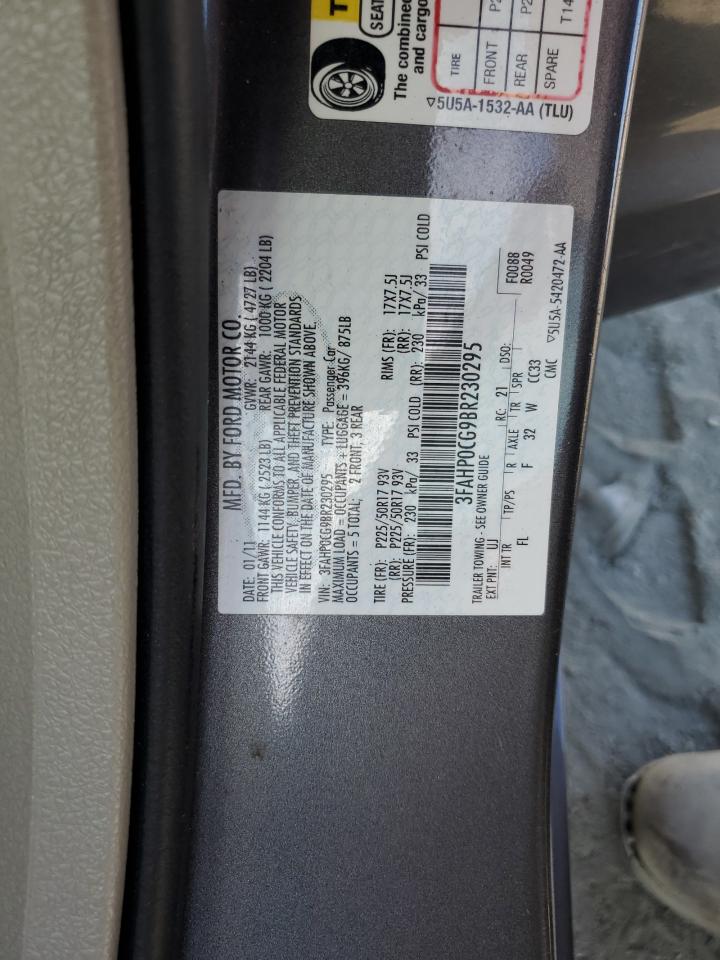 T
SEAT
The combined
and cargo
TIRE
FRONT P2
REAR P2
SPARE T14
▽5U5A-1532-AA (TLU)
MFD. BY FORD MOTOR CO.
DATE: 01/11 GVWR: 2144 KG ( 4727 LB)
FRONT GAWR: 1144 KG ( 2523 LB) REAR GAWR: 1000 KG ( 2204 LB)
THIS VEHICLE CONFORMS TO ALL APPLICABLE FEDERAL MOTOR
VEHICLE SAFETY, BUMPER, AND THEFT PREVENTION STANDARDS
IN EFFECT ON THE DATE OF MANUFACTURE SHOWN ABOVE.
VIN: 3FAHP0CG9BR230295 TYPE: Passenger Car
MAXIMUM LOAD = OCCUPANTS + LUGGAGE = 396KG/ 875LB
OCCUPANTS = 5 TOTAL; 2 FRONT, 3 REAR
TIRE (FR): P225/50R17 93V RIMS (FR): 17X7.5J
(RR): P225/50R17 93V (RR): 17X7.5J
PRESSURE (FR): 230 kPa/ 33 PSI COLD (RR): 230 kPa/ 33 PSI COLD
3FAHP0CG9BR230295
TRAILER TOWING - SEE OWNER GUIDE F0088
EXT PNT: UJ RC: 21 DSO: R0049
INT TR TP/PS R AXLE TR SPR
FL F 32 W CC33
CMC ▽5U5A-5420472-AA